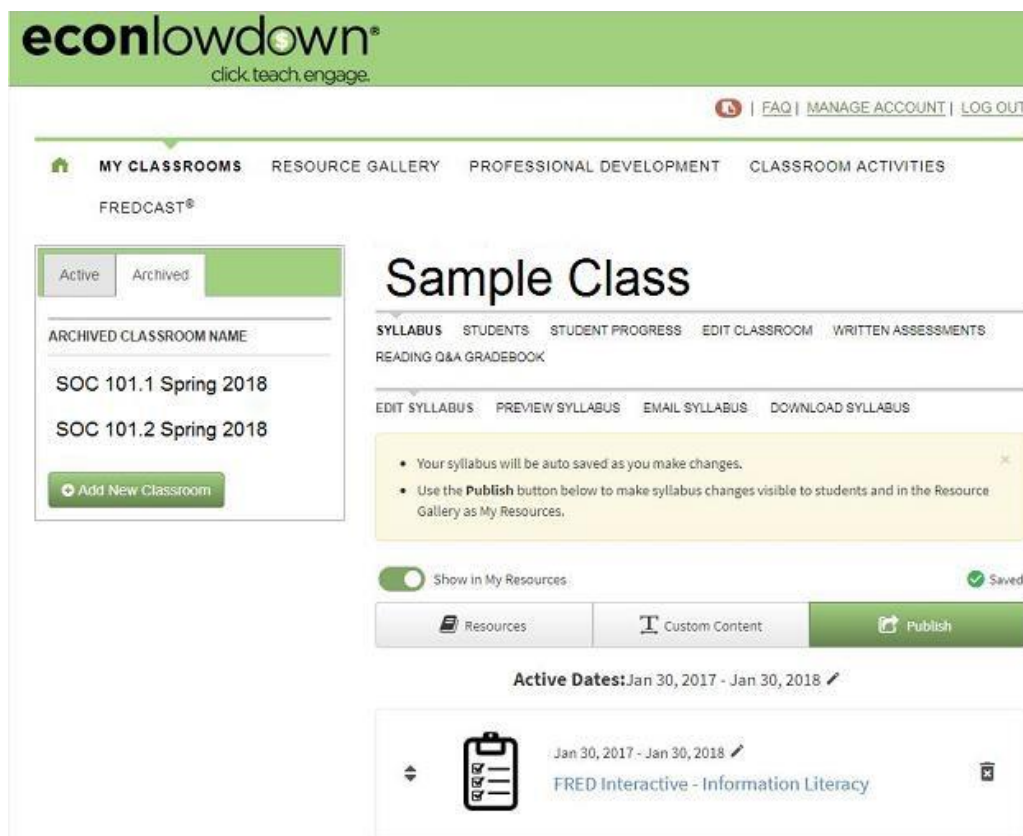 econlowdown®
click. teach. engage.
| FAQ | MANAGE ACCOUNT | LOG OUT
MY CLASSROOMS RESOURCE GALLERY PROFESSIONAL DEVELOPMENT CLASSROOM ACTIVITIES
FREDCAST®
Active Archived
ARCHIVED CLASSROOM NAME
SOC 101.1 Spring 2018
SOC 101.2 Spring 2018
Add New Classroom
Sample Class
SYLLABUS STUDENTS STUDENT PROGRESS EDIT CLASSROOM WRITTEN ASSESSMENTS
READING Q&A GRADEBOOK
EDIT SYLLABUS PREVIEW SYLLABUS EMAIL SYLLABUS DOWNLOAD SYLLABUS
• Your syllabus will be auto saved as you make changes.
• Use the Publish button below to make syllabus changes visible to students and in the Resource
Gallery as My Resources.
Show in My Resources Saved
Resources Custom Content Publish
Active Dates:Jan 30, 2017 - Jan 30, 2018
Jan 30, 2017 - Jan 30, 2018
FRED Interactive - Information Literacy